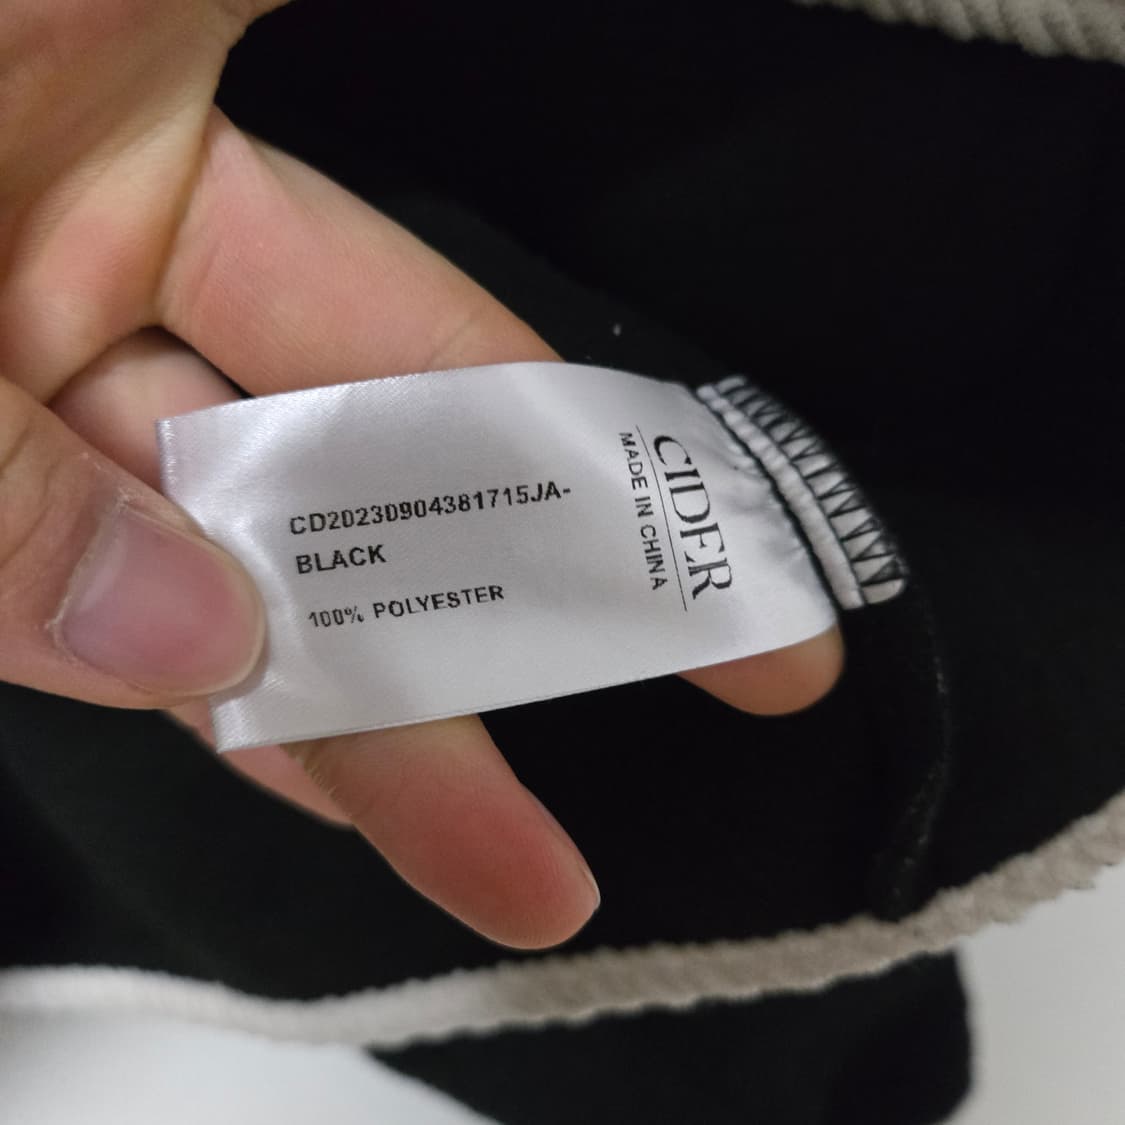 CIDER
MADE IN CHINA
CD20230904381715JA-
BLACK
100% POLYESTER